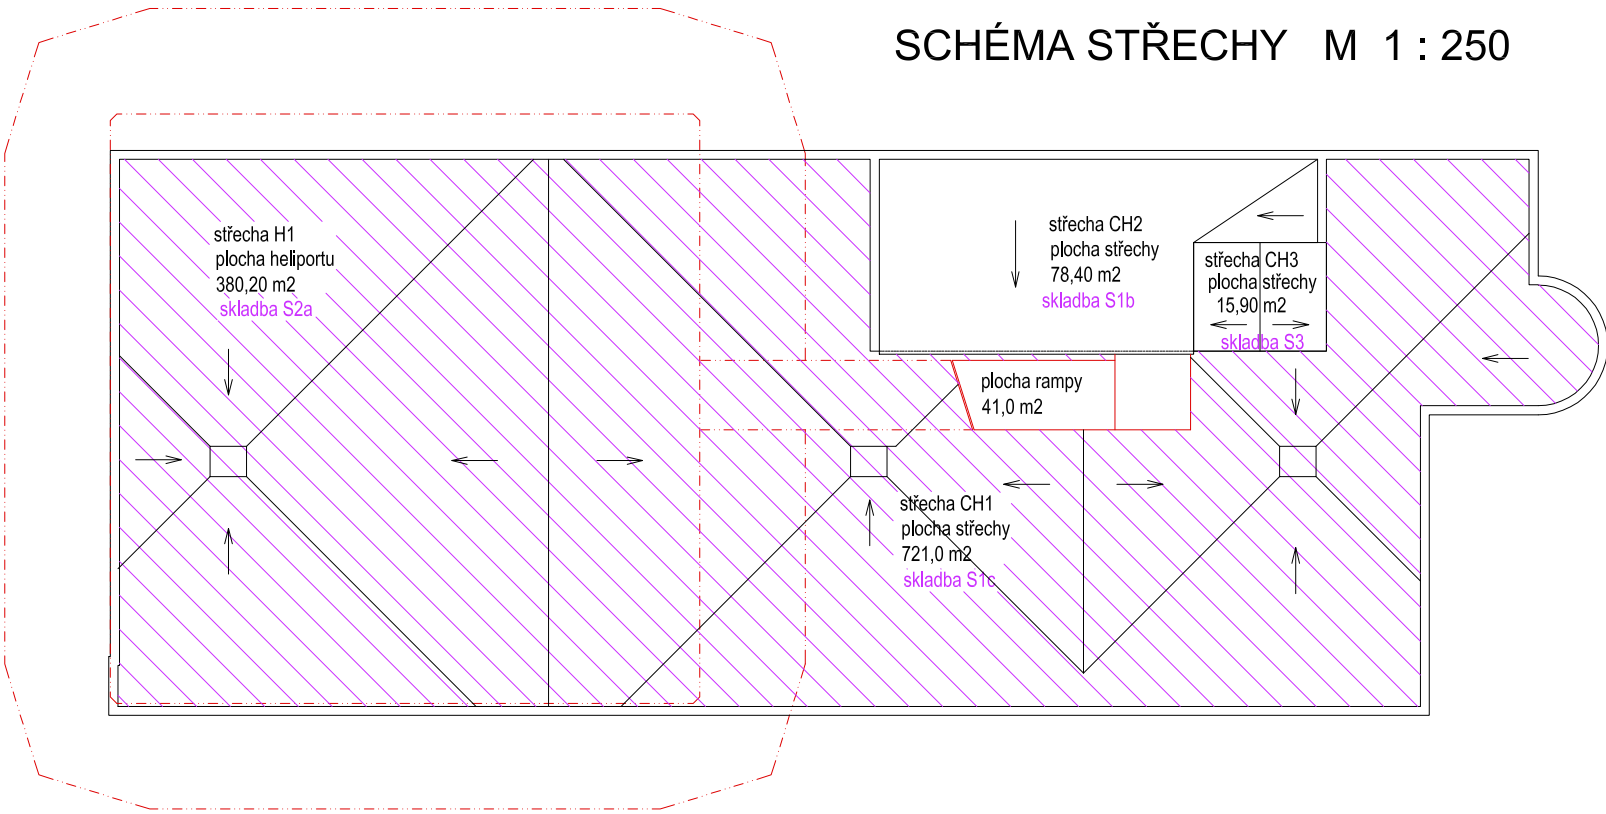 SCHÉMA STŘECHY M 1 : 250
střecha H1
plocha heliportu
380,20 m2
skladba S2a
střecha CH2
plocha střechy
78,40 m2
skladba S1b
střecha CH3
plocha střechy
15,90 m2
skladba S3
plocha rampy
41,0 m2
střecha CH1
plocha střechy
721,0 m2
skladba S1c